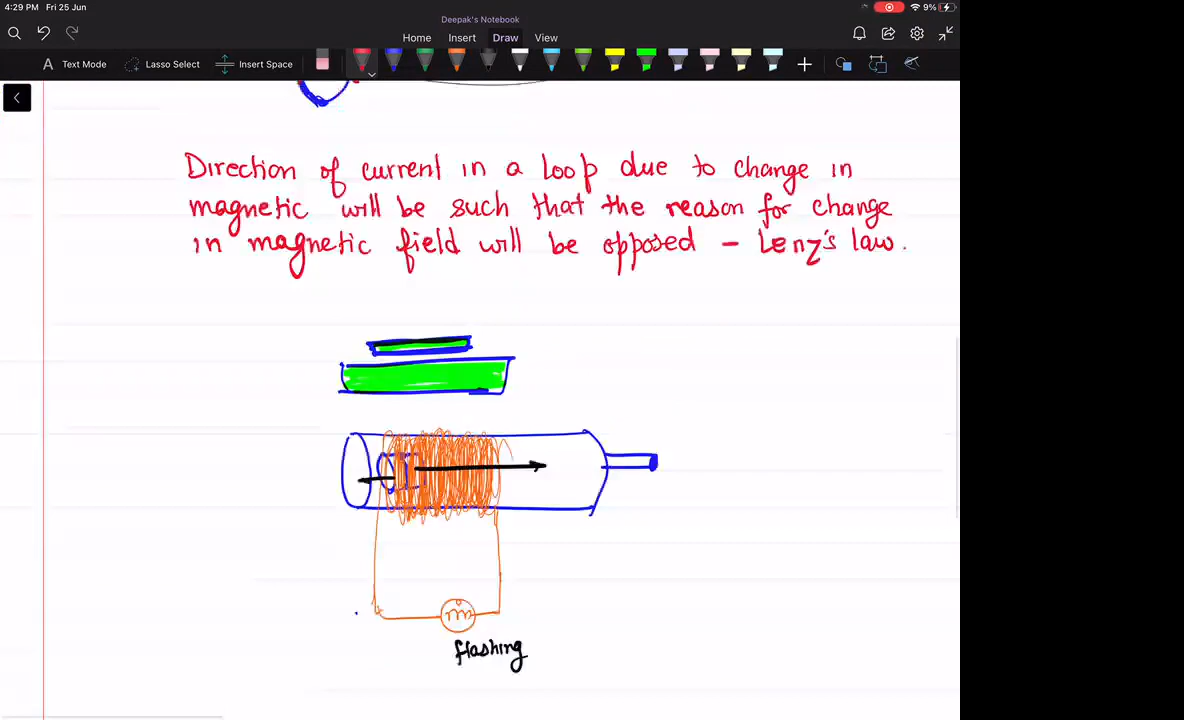 4:29 PM Fri 25 Jun
9%
Deepak's Notebook
Home Insert Draw View
Text Mode Lasso Select Insert Space
Direction of current in a loop due to change in
magnetic will be such that the reason for change
in magnetic field will be opposed - Lenz's law.
flashing